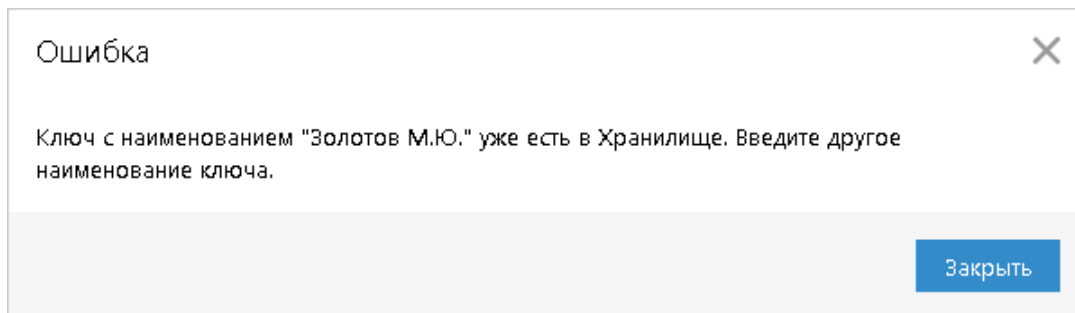 Ошибка
Ключ с наименованием "Золотов М.Ю." уже есть в Хранилище. Введите другое
наименование ключа.
Закрыть